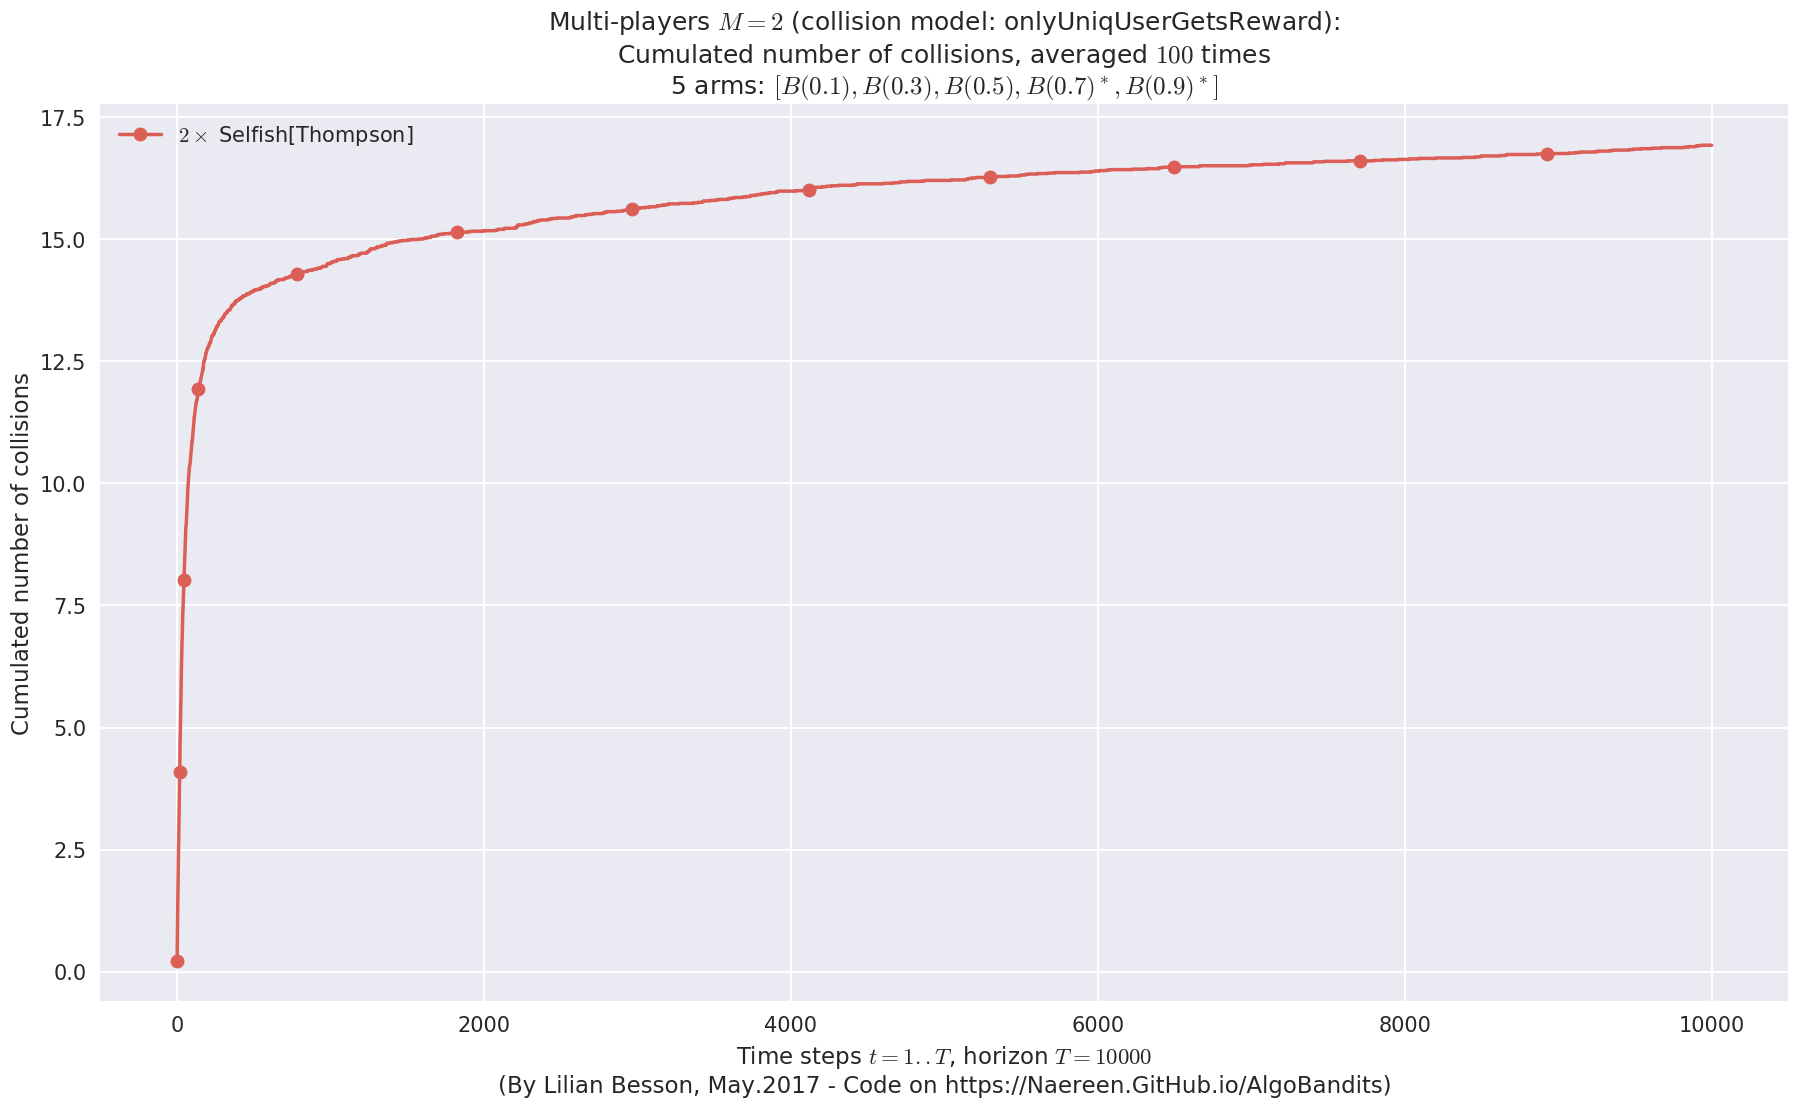 Multi-players M = 2 (collision model: onlyUniqUserGetsReward):
Cumulated number of collisions, averaged 100 times
5 arms: [B(0.1), B(0.3), B(0.5), B(0.7)*, B(0.9)*]
2× Selfish[Thompson]
Cumulated number of collisions
17.5
15.0
12.5
10.0
7.5
5.0
2.5
0.0
0 2000 4000 6000 8000 10000
Time steps t = 1..T, horizon T = 10000
(By Lilian Besson, May.2017 - Code on https://Naereen.GitHub.io/AlgoBandits)